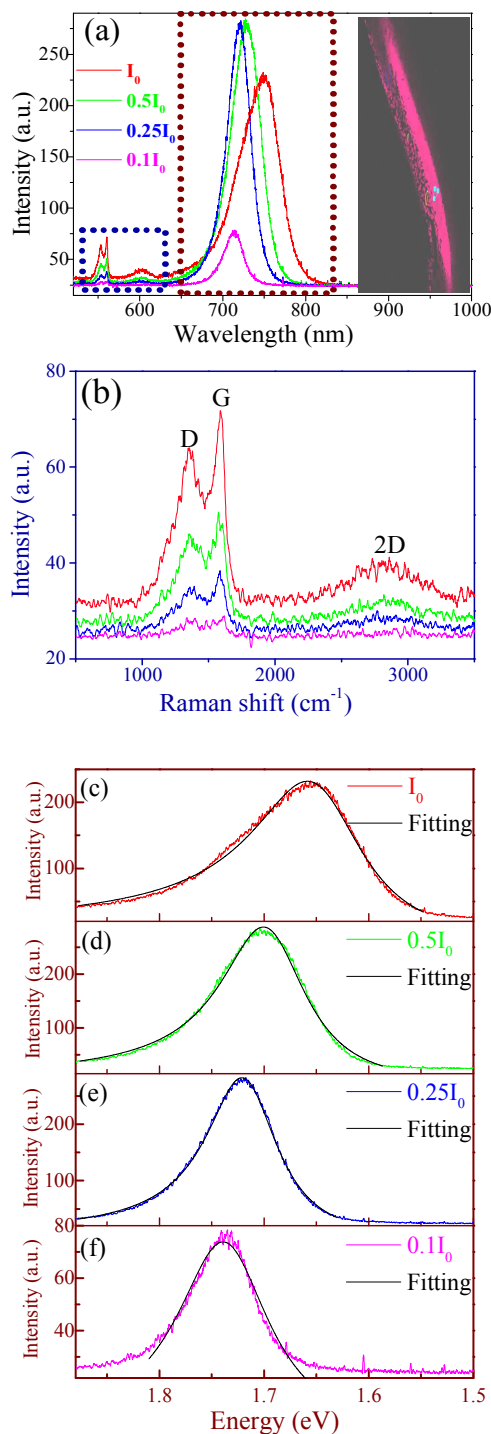 (a)
I0
0.5I0
0.25I0
0.1I0
Intensity (a.u.)
250
200
150
100
50
600
700
800
900
1000
Wavelength (nm)
(b)
D
G
2D
Intensity (a.u.)
80
60
40
20
1000
2000
3000
Raman shift (cm-1)
(c)
I0
Fitting
Intensity (a.u.)
200
100
(d)
0.5I0
Fitting
Intensity (a.u.)
200
100
(e)
0.25I0
Fitting
Intensity (a.u.)
200
100
80
(f)
0.1I0
Fitting
Intensity (a.u.)
60
40
1.8
1.7
1.6
1.5
Energy (eV)